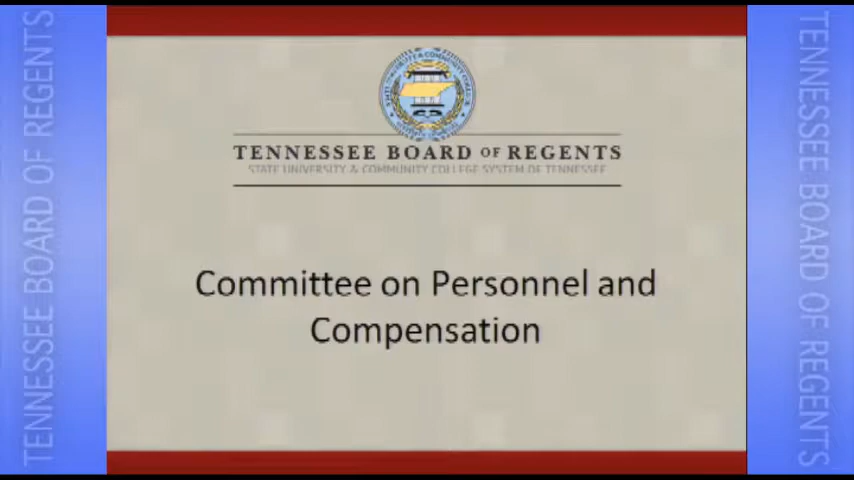 TENNESSEE BOARD OF REGENTS
TENNESSEE BOARD OF REGENTS
STATE UNIVERSITY & COMMUNITY COLLEGE SYSTEM OF TENNESSEE
Committee on Personnel and
Compensation
TENNESSEE BOARD OF REGENTS